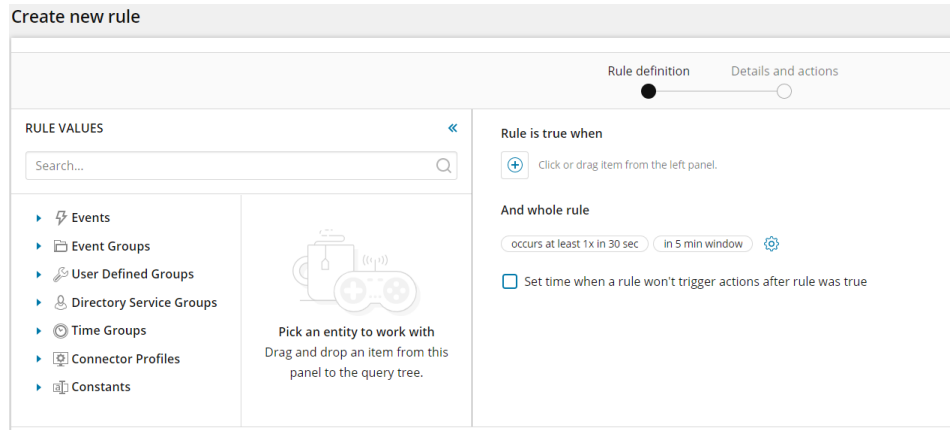 Create new rule
Rule definition
Details and actions
RULE VALUES
Search...
Events
Event Groups
User Defined Groups
Directory Service Groups
Time Groups
Connector Profiles
Constants
Pick an entity to work with
Drag and drop an item from this
panel to the query tree.
Rule is true when
Click or drag item from the left panel.
And whole rule
occurs at least 1x in 30 sec
in 5 min window
Set time when a rule won't trigger actions after rule was true